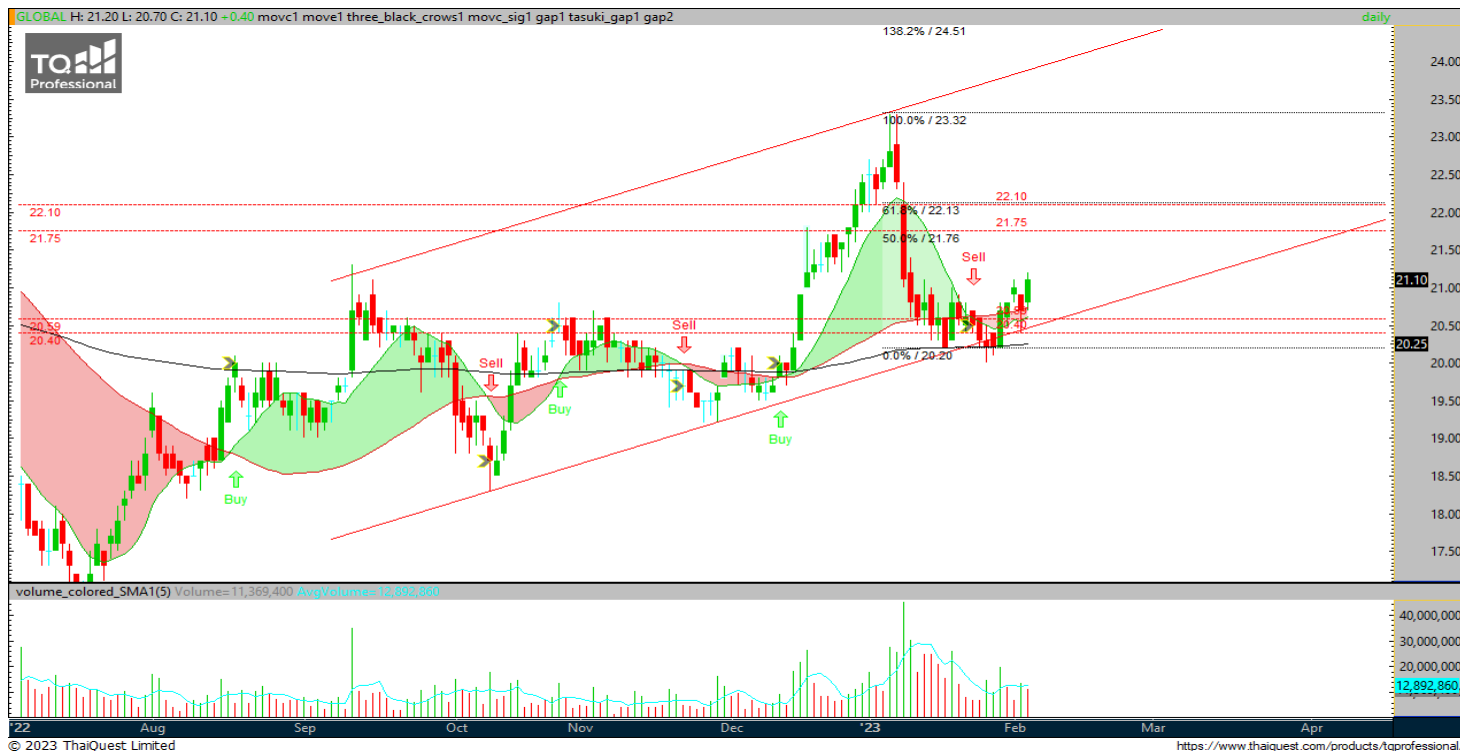 GLOBAL H: 21.20 L: 20.70 C: 21.10 +0.40 movc1 move1 three_black_crows1 movc_sig1 gap1 tasuki_gap1 gap2
daily
TQ
Professional
138.2% / 24.51
24.00
23.50
100.0% / 23.32
23.00
22.50
22.10
22.10
61.8% / 22.13
22.00
21.75
21.75
50.0% / 21.76
21.50
Sell
21.10
21.00
20.59
20.50
20.40
20.40
Sell
20.25
0.0% / 20.20
20.00
Sell
19.50
Buy
19.00
Buy
18.50
Buy
18.00
17.50
volume_colored_SMA1(5) Volume=11,369,400 AvgVolume=12,892,860
40,000,000
30,000,000
20,000,000
12,892,860
'22 Aug Sep Oct Nov Dec '23 Feb Mar Apr
© 2023 ThaiQuest Limited
https://www.thaiquest.com/products/tqprofessional